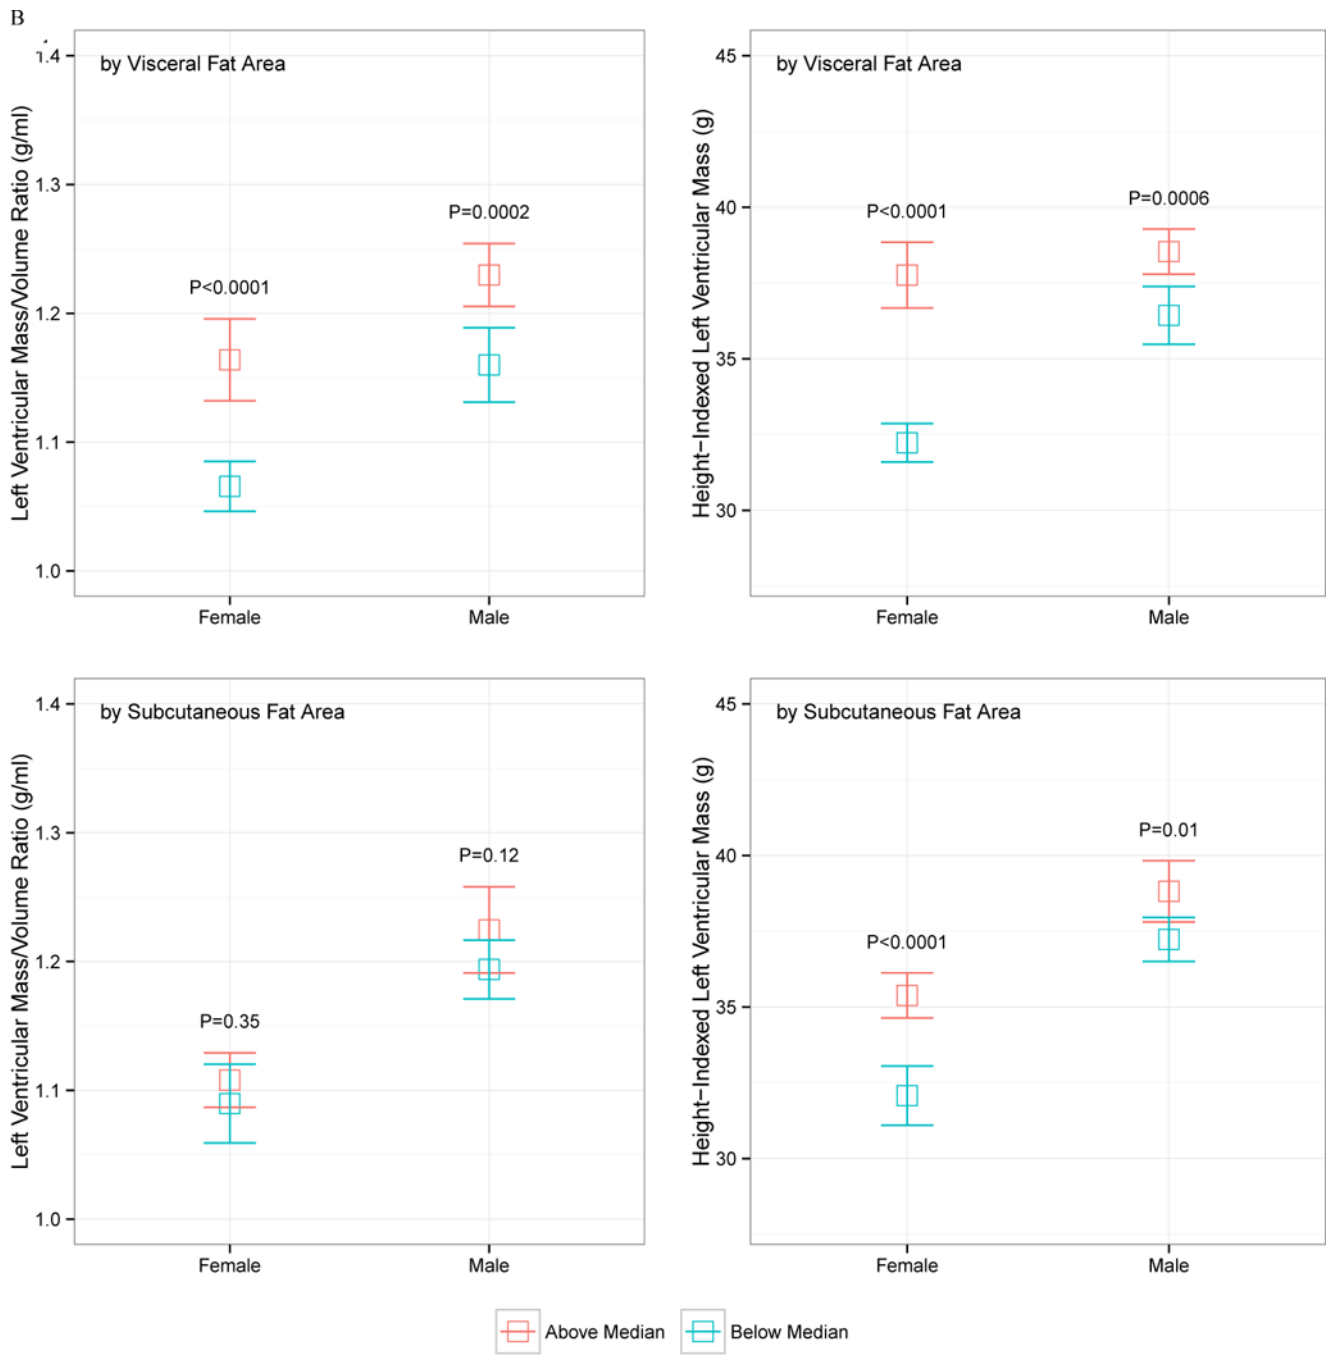 B
by Visceral Fat Area
Left Ventricular Mass/Volume Ratio (g/ml)
1.4
1.3
1.2
1.1
1.0
P<0.0001
P=0.0002
Female
Male
by Visceral Fat Area
Height−Indexed Left Ventricular Mass (g)
45
40
35
30
P<0.0001
P=0.0006
Female
Male
by Subcutaneous Fat Area
Left Ventricular Mass/Volume Ratio (g/ml)
1.4
1.3
1.2
1.1
1.0
P=0.35
P=0.12
Female
Male
by Subcutaneous Fat Area
Height−Indexed Left Ventricular Mass (g)
45
40
35
30
P<0.0001
P=0.01
Female
Male
Above Median
Below Median